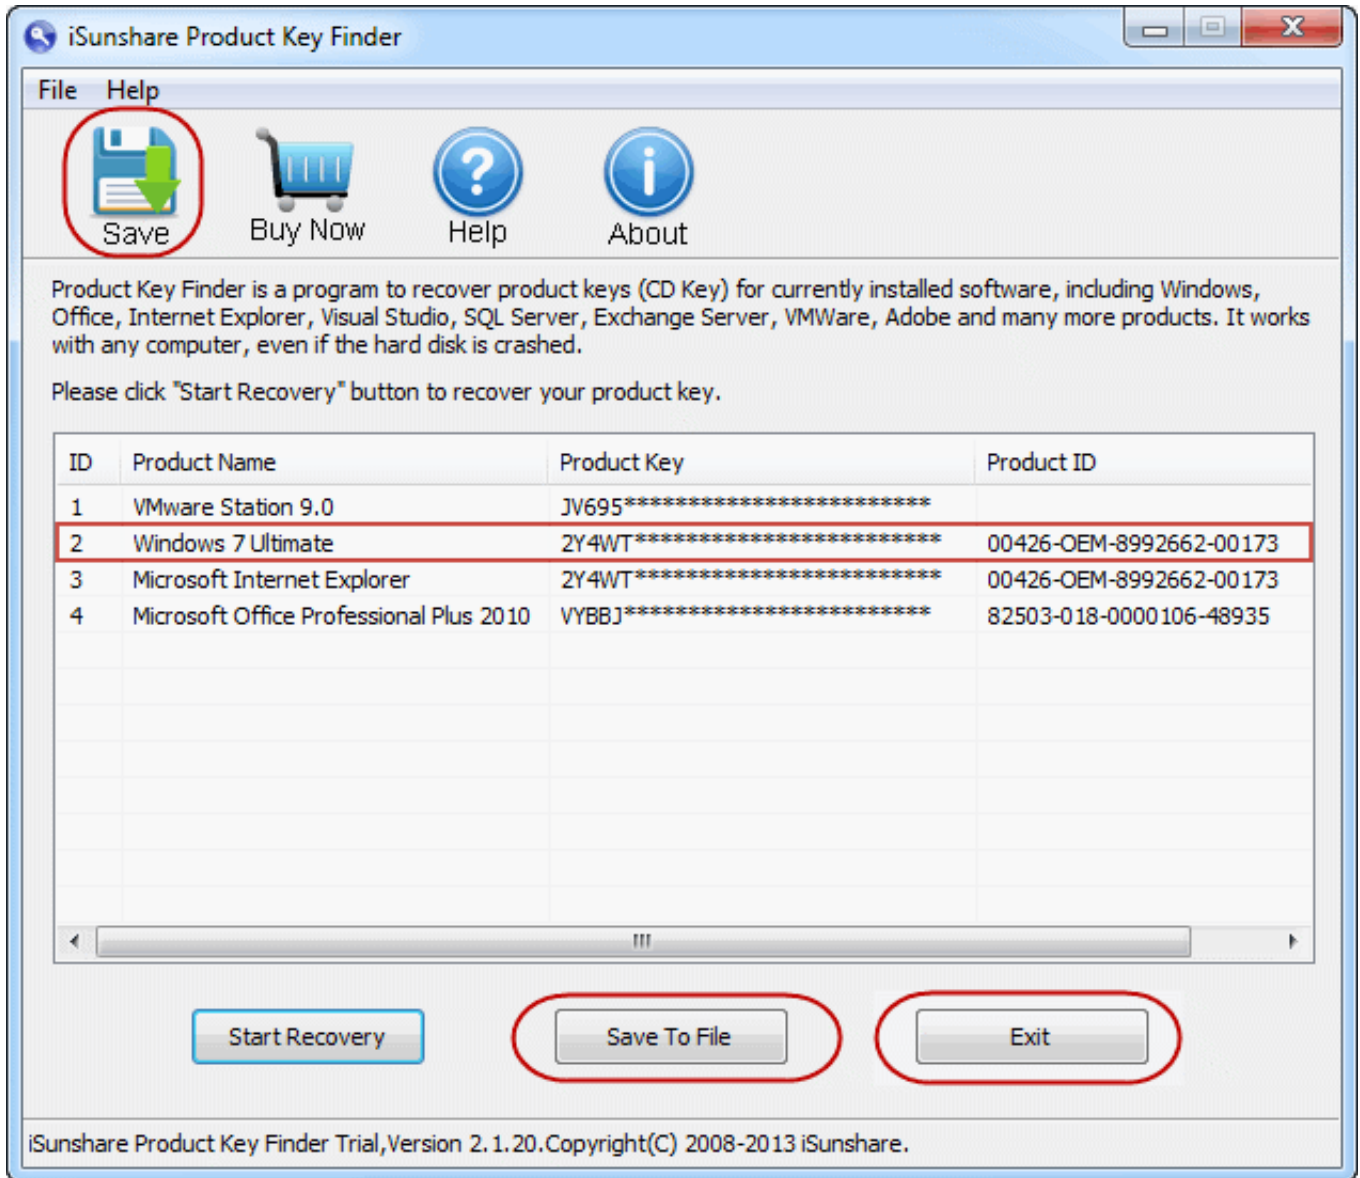 iSunshare Product Key Finder
File Help
Save Buy Now Help About
Product Key Finder is a program to recover product keys (CD Key) for currently installed software, including Windows,
Office, Internet Explorer, Visual Studio, SQL Server, Exchange Server, VMWare, Adobe and many more products. It works
with any computer, even if the hard disk is crashed.
Please click "Start Recovery" button to recover your product key.
ID Product Name Product Key Product ID
1 VMware Station 9.0 JV695************************
2 Windows 7 Ultimate 2Y4WT************************ 00426-OEM-8992662-00173
3 Microsoft Internet Explorer 2Y4WT************************ 00426-OEM-8992662-00173
4 Microsoft Office Professional Plus 2010 VYBBJ************************ 82503-018-0000106-48935
Start Recovery Save To File Exit
iSunshare Product Key Finder Trial,Version 2.1.20.Copyright(C) 2008-2013 iSunshare.